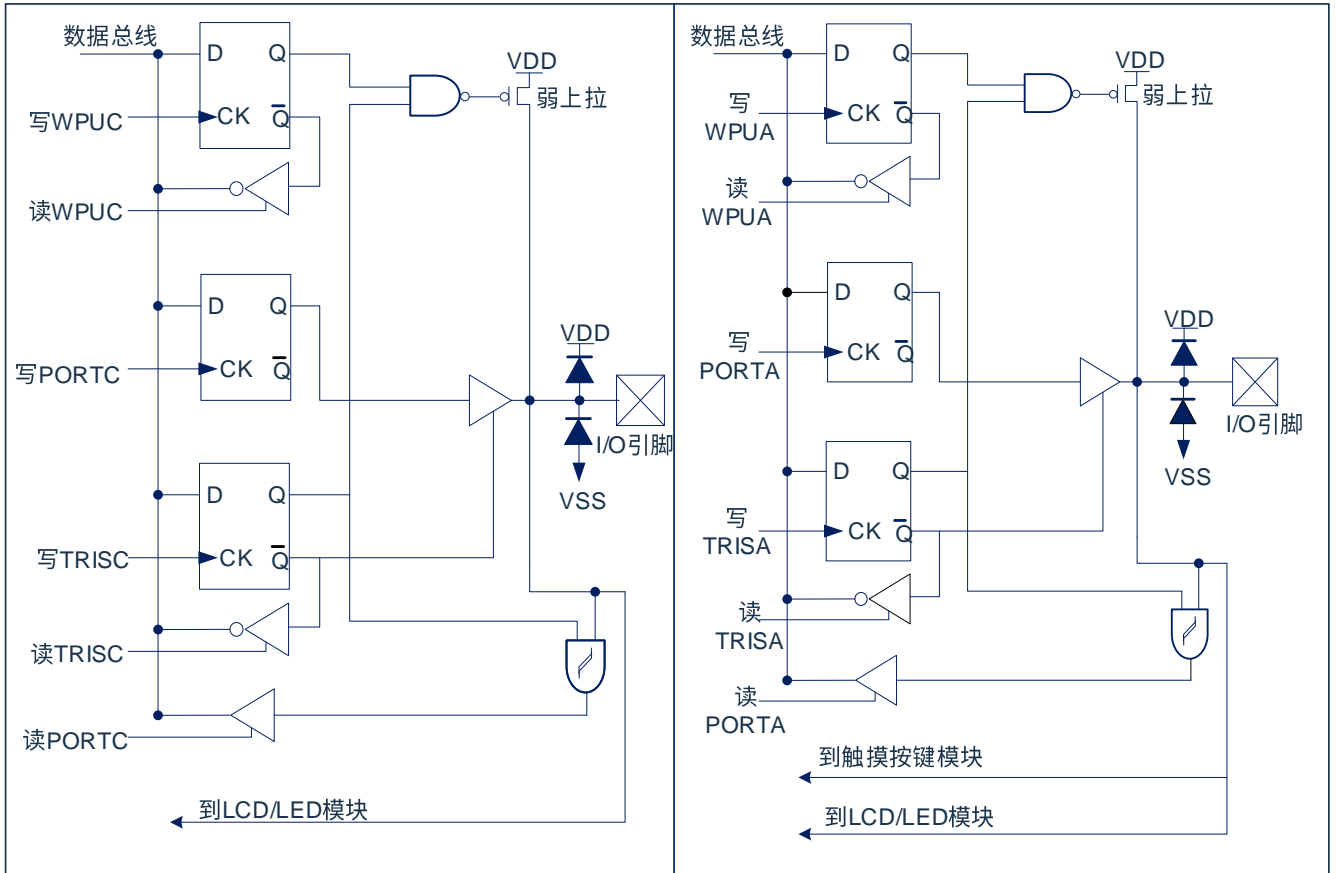 数据总线
D
Q
VDD
弱上拉
写WPUC
CK
Q
读WPUC
D
Q
VDD
写PORTC
CK
Q
I/O引脚
D
Q
VSS
写TRISC
CK
Q
读TRISC
读PORTC
到LCD/LED模块
数据总线
D
Q
VDD
弱上拉
写
WPUA
CK
Q
读
WPUA
D
Q
VDD
写
PORTA
CK
Q
I/O引脚
D
Q
VSS
写
TRISA
CK
Q
读
TRISA
读
PORTA
到触摸按键模块
到LCD/LED模块